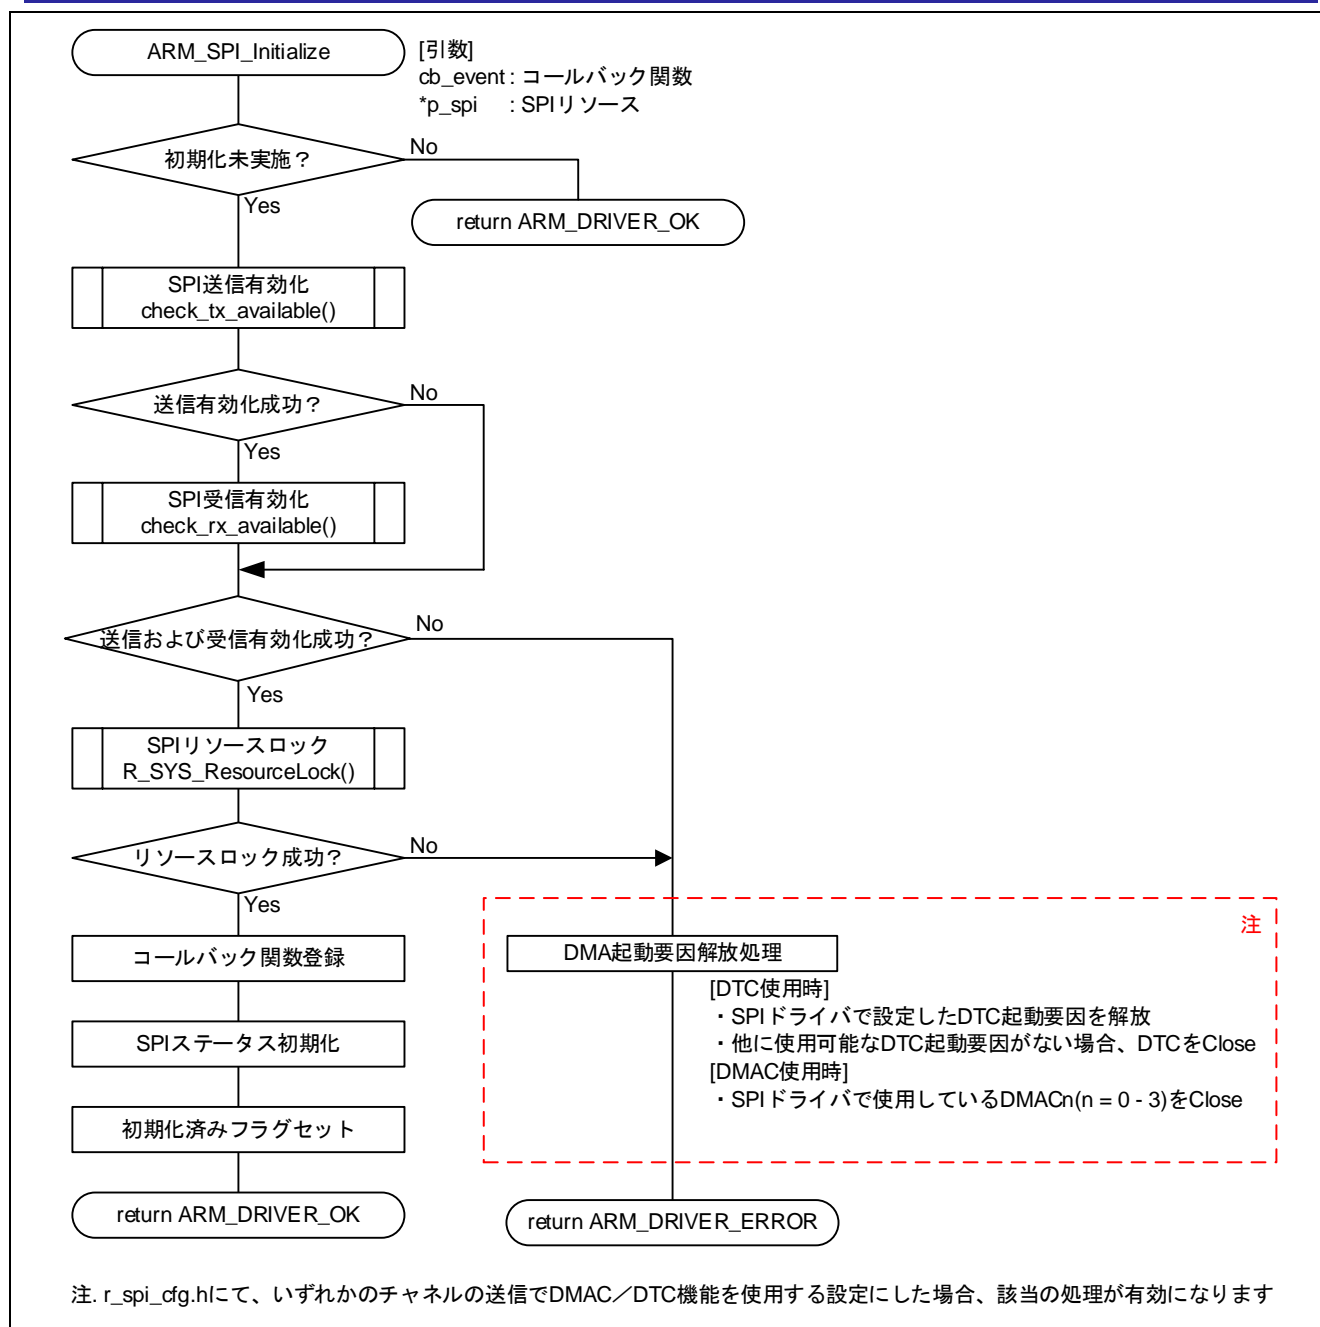 ARM_SPI_Initialize
[引数]
cb_event : コールバック関数
*p_spi : SPIリソース
初期化未実施？
No
return ARM_DRIVER_OK
Yes
SPI送信有効化
check_tx_available()
送信有効化成功？
No
Yes
SPI受信有効化
check_rx_available()
送信および受信有効化成功？
No
Yes
SPIリソースロック
R_SYS_ResourceLock()
リソースロック成功？
No
Yes
注
コールバック関数登録
DMA起動要因解放処理
[DTC使用時]
・SPIドライバで設定したDTC起動要因を解放
・他に使用可能なDTC起動要因がない場合、DTCをClose
[DMAC使用時]
・SPIドライバで使用しているDMACn(n = 0 - 3)をClose
SPIステータス初期化
初期化済みフラグセット
return ARM_DRIVER_OK
return ARM_DRIVER_ERROR
注. r_spi_cfg.hにて、いずれかのチャネルの送信でDMAC／DTC機能を使用する設定にした場合、該当の処理が有効になります